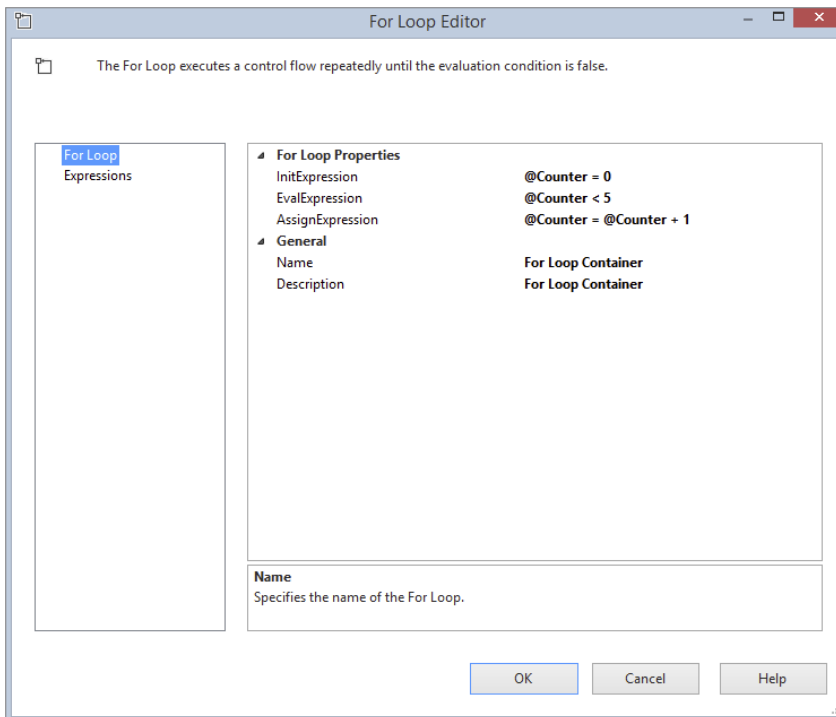 For Loop Editor
The For Loop executes a control flow repeatedly until the evaluation condition is false.
For Loop
Expressions
For Loop Properties
InitExpression @Counter = 0
EvalExpression @Counter < 5
AssignExpression @Counter = @Counter + 1
General
Name For Loop Container
Description For Loop Container
Name
Specifies the name of the For Loop.
OK Cancel Help